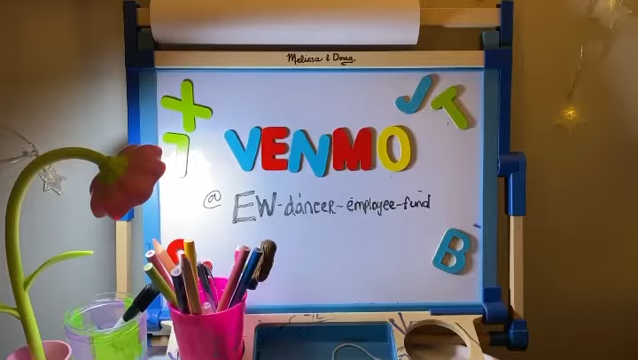 Melissa & Doug.
J T
VENMO
@ EW-dancer-employee-fund
B